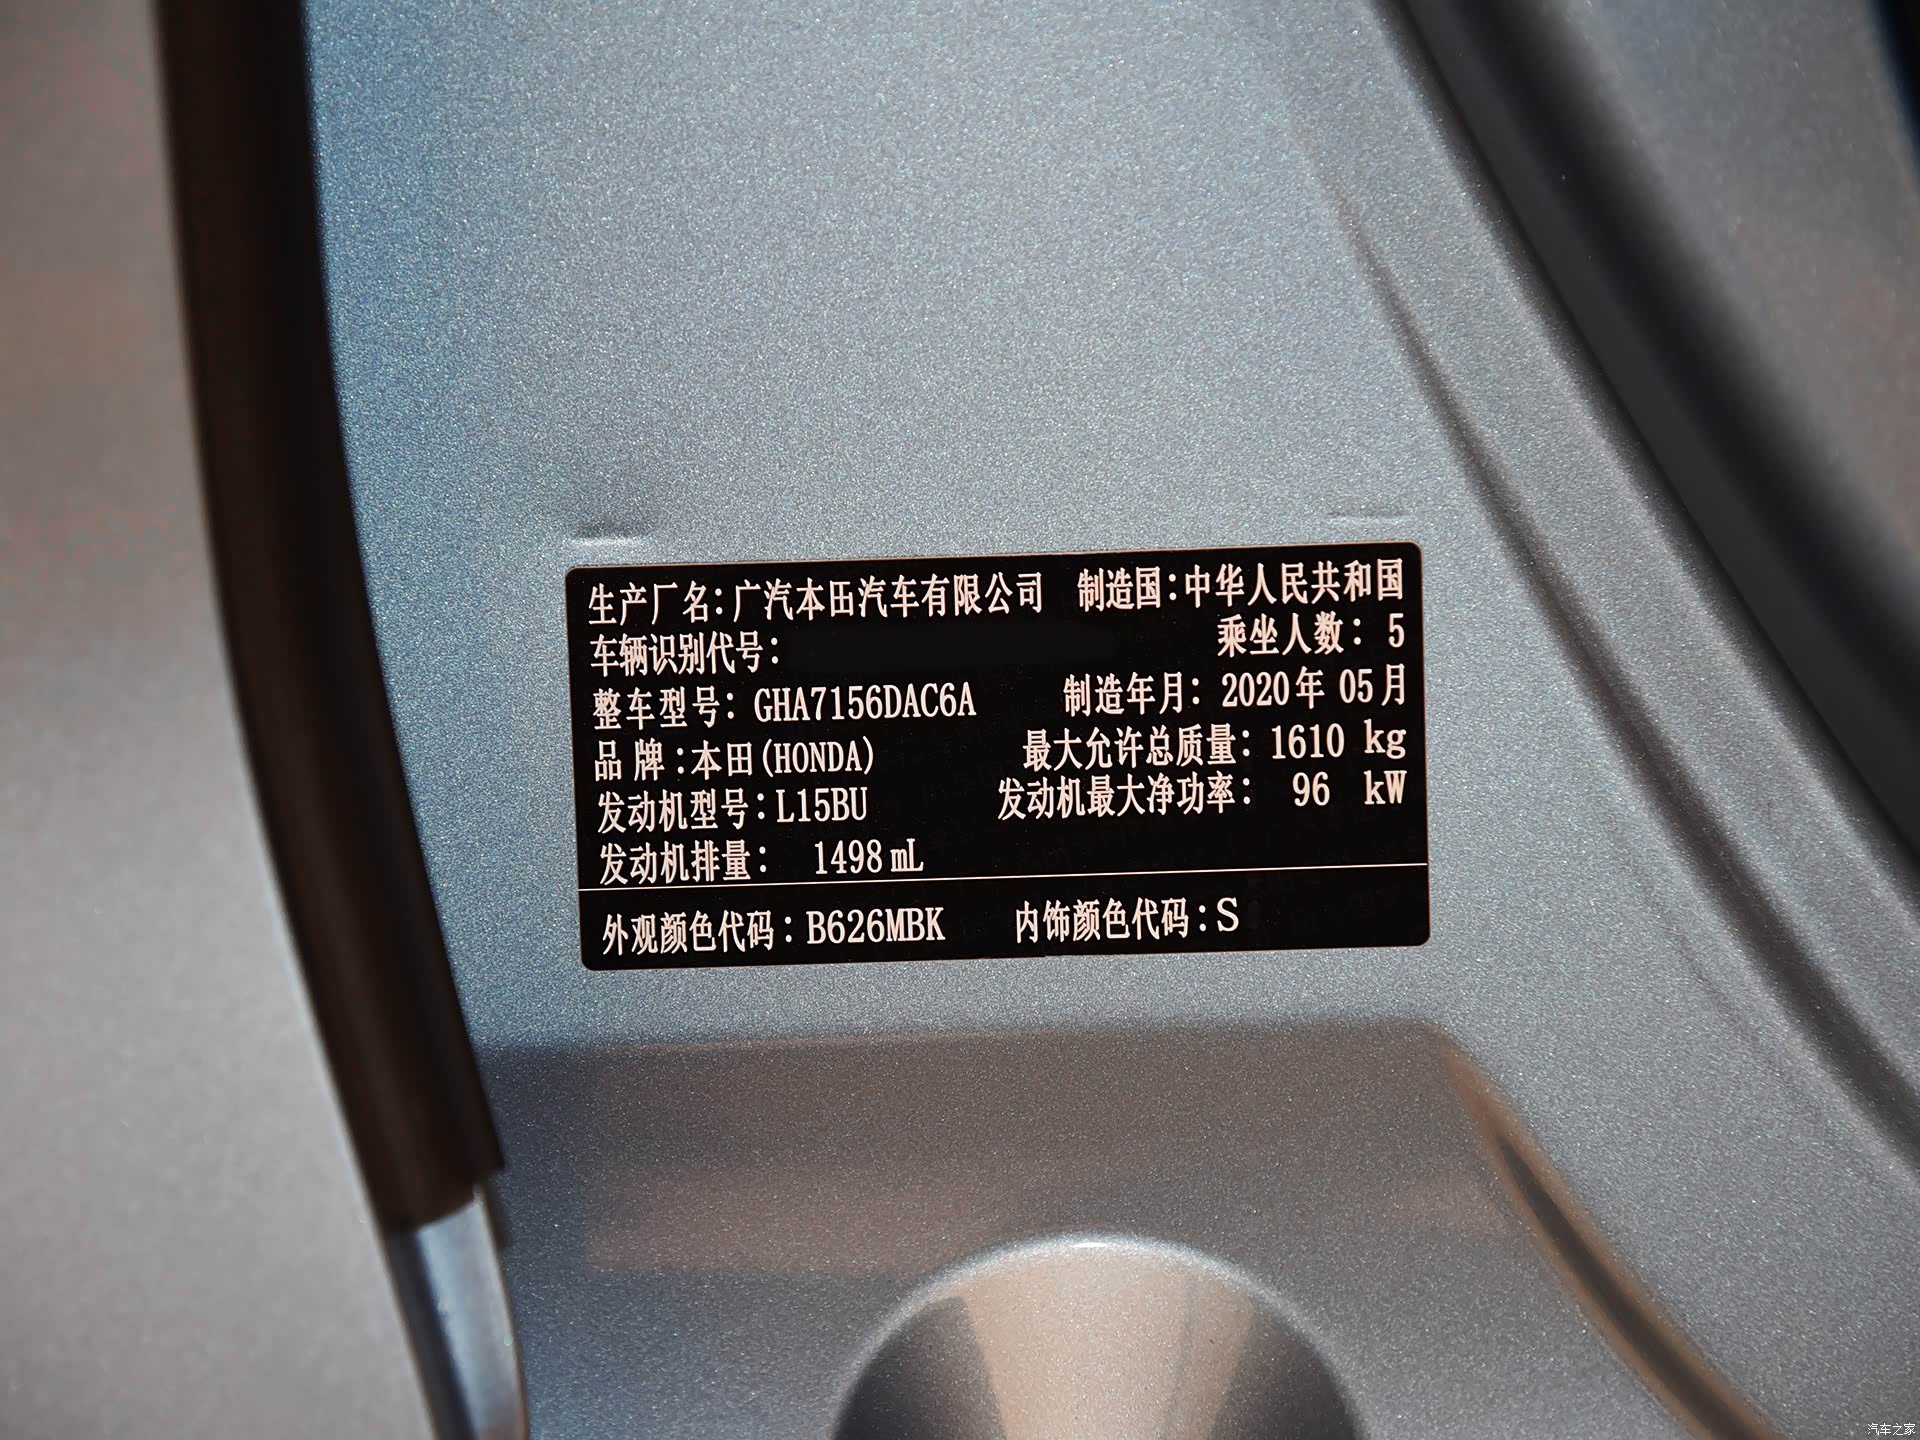 生产厂名：广汽本田汽车有限公司 制造国：中华人民共和国
车辆识别代号： 乘坐人数： 5
整车型号：GHA7156DAC6A 制造年月：2020年 05月
品 牌：本田(HONDA) 最大允许总质量：1610 kg
发动机型号：L15BU 发动机最大净功率： 96 kW
发动机排量： 1498 mL
外观颜色代码：B626MBK 内饰颜色代码：S
汽车之家